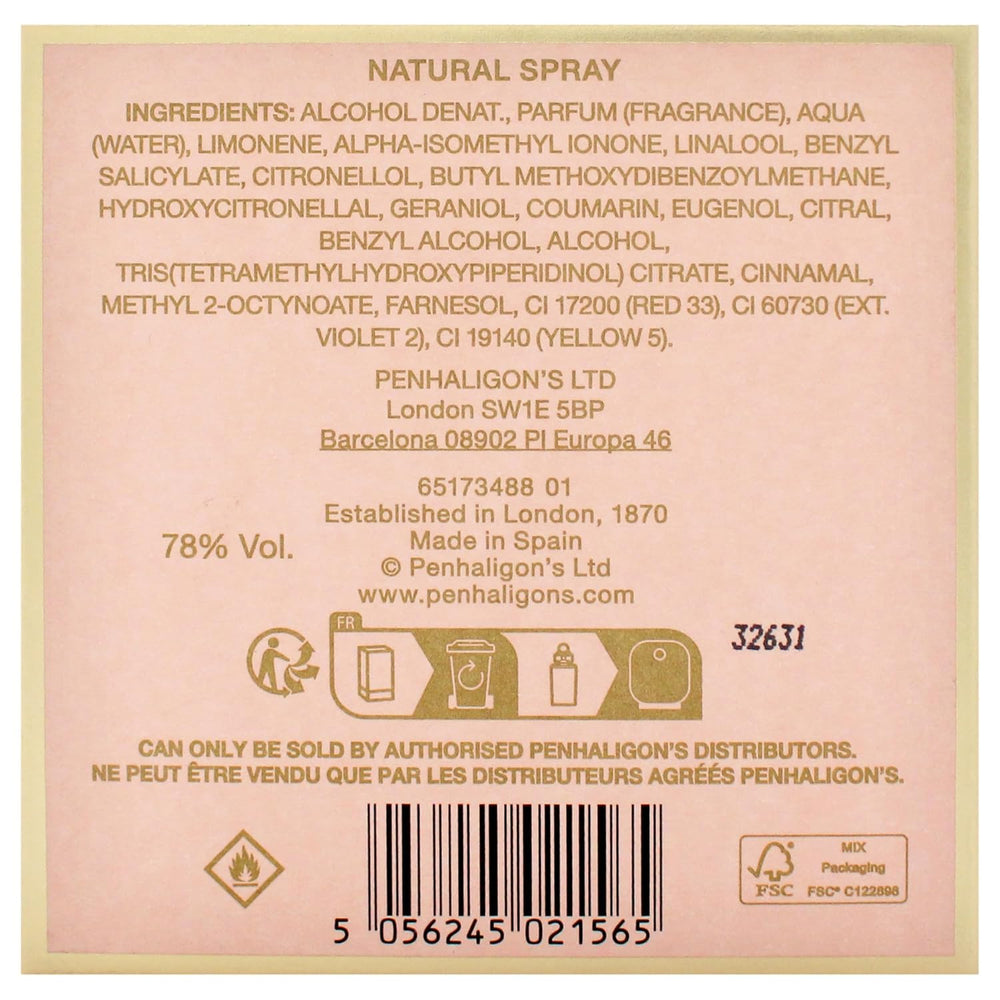 NATURAL SPRAY
INGREDIENTS: ALCOHOL DENAT., PARFUM (FRAGRANCE), AQUA
(WATER), LIMONENE, ALPHA-ISOMETHYL IONONE, LINALOOL, BENZYL
SALICYLATE, CITRONELLOL, BUTYL METHOXYDIBENZOYLMETHANE,
HYDROXYCITRONELLAL, GERANIOL, COUMARIN, EUGENOL, CITRAL,
BENZYL ALCOHOL, ALCOHOL,
TRIS(TETRAMETHYLHYDROXYPIPERIDINOL) CITRATE, CINNAMAL,
METHYL 2-OCTYNOATE, FARNESOL, CI 17200 (RED 33), CI 60730 (EXT.
VIOLET 2), CI 19140 (YELLOW 5).
PENHALIGON'S LTD
London SW1E 5BP
Barcelona 08902 Pl Europa 46
65173488 01
Established in London, 1870
78% Vol.
Made in Spain
© Penhaligon's Ltd
www.penhaligons.com
FR
32631
CAN ONLY BE SOLD BY AUTHORISED PENHALIGON'S DISTRIBUTORS.
NE PEUT ÊTRE VENDU QUE PAR LES DISTRIBUTEURS AGRÉÉS PENHALIGON'S.
MIX
Packaging
FSC FSC® C122698
5 056245 021565